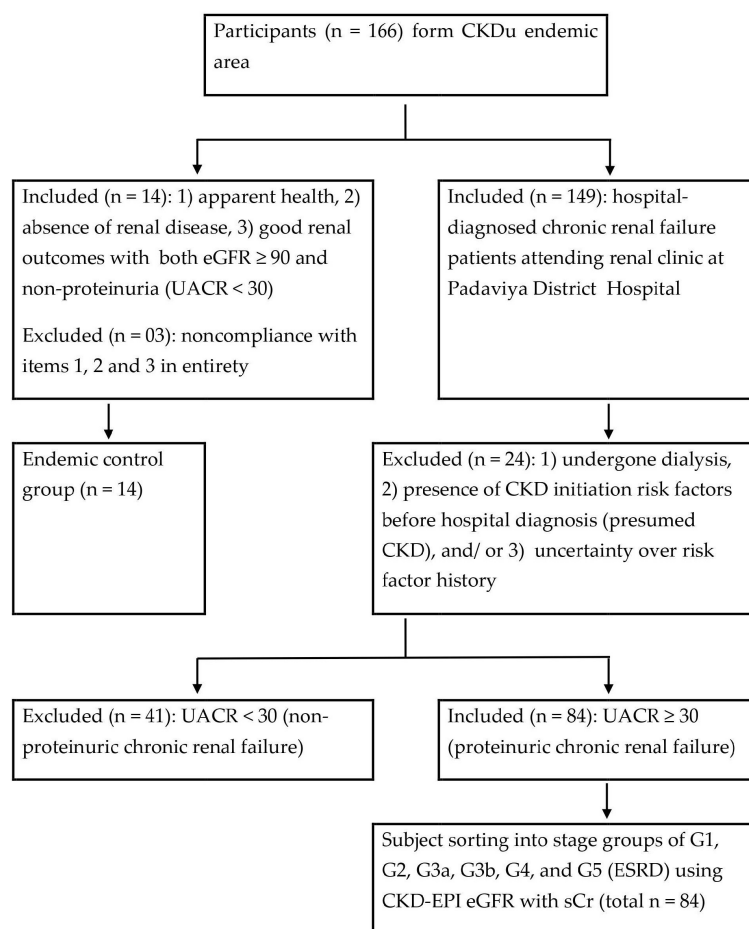 Participants (n = 166) form CKDu endemic
area
Included (n = 14): 1) apparent health, 2)
absence of renal disease, 3) good renal
outcomes with both eGFR ≥ 90 and
non-proteinuria (UACR < 30)
Excluded (n = 03): noncompliance with
items 1, 2 and 3 in entirety
Included (n = 149): hospital-
diagnosed chronic renal failure
patients attending renal clinic at
Padaviya District Hospital
Endemic control
group (n = 14)
Excluded (n = 24): 1) undergone dialysis,
2) presence of CKD initiation risk factors
before hospital diagnosis (presumed
CKD), and/ or 3) uncertainty over risk
factor history
Excluded (n = 41): UACR < 30 (non-
proteinuric chronic renal failure)
Included (n = 84): UACR ≥ 30
(proteinuric chronic renal failure)
Subject sorting into stage groups of G1,
G2, G3a, G3b, G4, and G5 (ESRD) using
CKD-EPI eGFR with sCr (total n = 84)